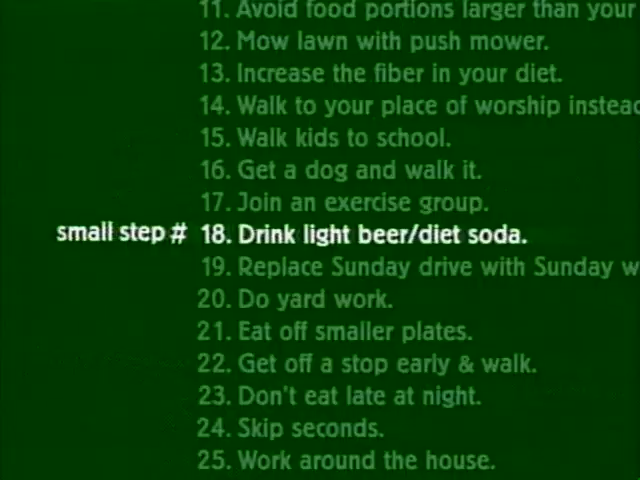 11. Avoid food portions larger than your
12. Mow lawn with push mower.
13. Increase the fiber in your diet.
14. Walk to your place of worship instead
15. Walk kids to school.
16. Get a dog and walk it.
17. Join an exercise group.
small step # 18. Drink light beer/diet soda.
19. Replace Sunday drive with Sunday w
20. Do yard work.
21. Eat off smaller plates.
22. Get off a stop early & walk.
23. Don't eat late at night.
24. Skip seconds.
25. Work around the house.